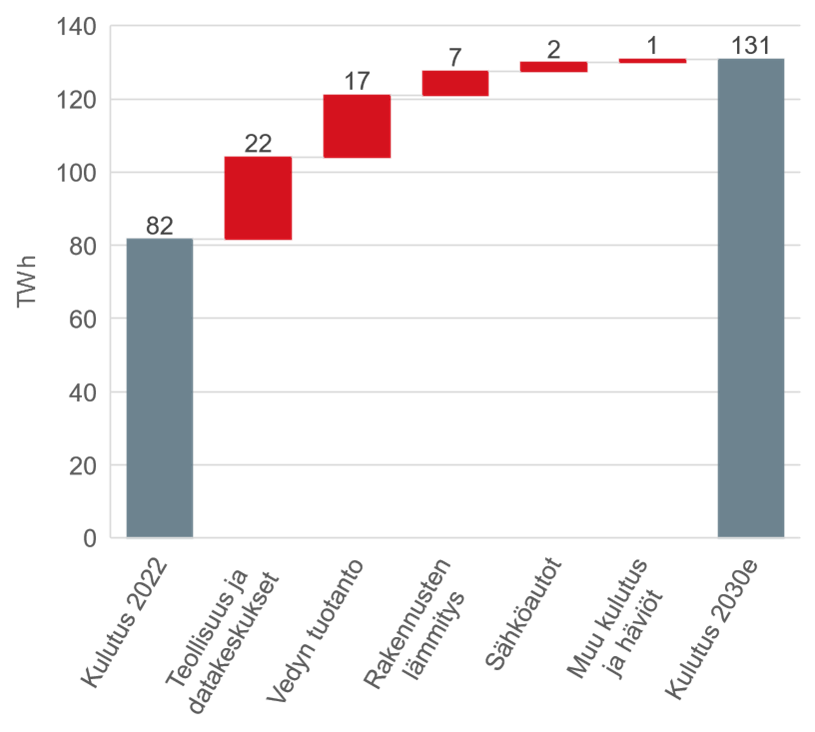 140
120
100
80
60
40
20
0
TWh
82
22
17
7
2
1
131
Kulutus 2022
Teollisuus ja
datakeskukset
Vedyn tuotanto
Rakennusten
lämmitys
Sähköautot
Muu kulutus
ja häviöt
Kulutus 2030e